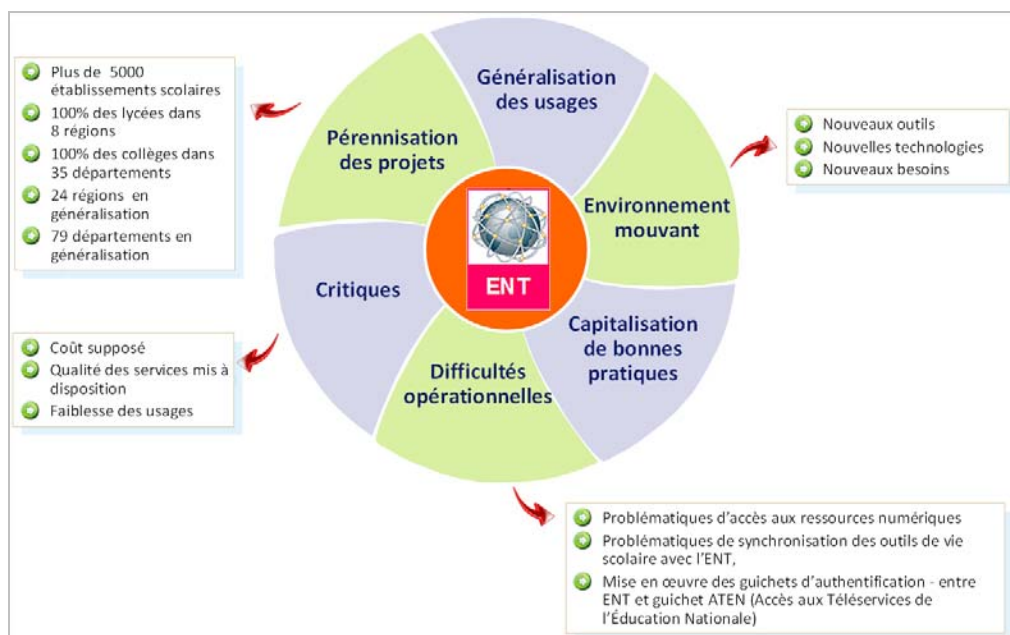 Plus de 5000
établissements scolaires
100% des lycées dans
8 régions
100% des collèges dans
35 départements
24 régions en
généralisation
79 départements en
généralisation
Généralisation
des usages
Pérennisation
des projets
Nouveaux outils
Nouvelles technologies
Nouveaux besoins
Environnement
mouvant
Critiques
ENT
Capitalisation
de bonnes
pratiques
Difficultés
opérationnelles
Coût supposé
Qualité des services mis à
disposition
Faiblesse des usages
Problématiques d'accès aux ressources numériques
Problématiques de synchronisation des outils de vie
scolaire avec l'ENT,
Mise en œuvre des guichets d'authentification - entre
ENT et guichet ATEN (Accès aux Téléservices de
l'Éducation Nationale)